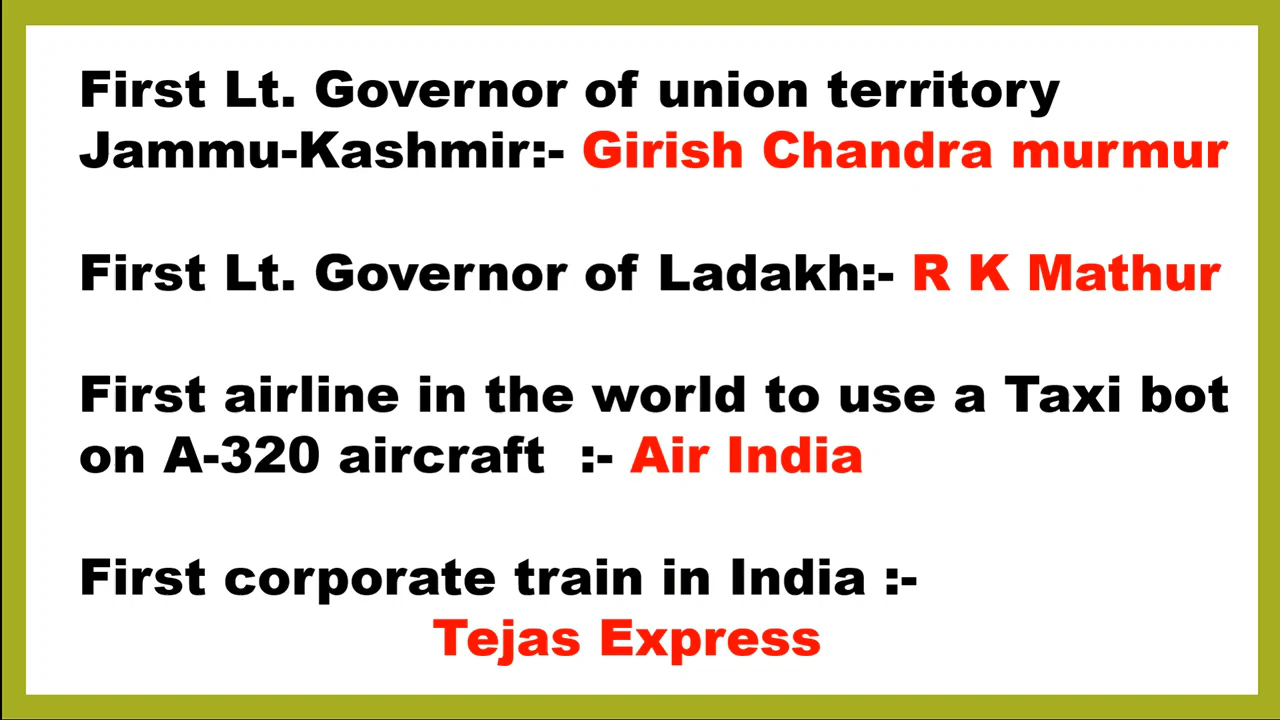 First Lt. Governor of union territory
Jammu-Kashmir:- Girish Chandra murmur
First Lt. Governor of Ladakh:- R K Mathur
First airline in the world to use a Taxi bot
on A-320 aircraft  :- Air India
First corporate train in India :-
Tejas Express